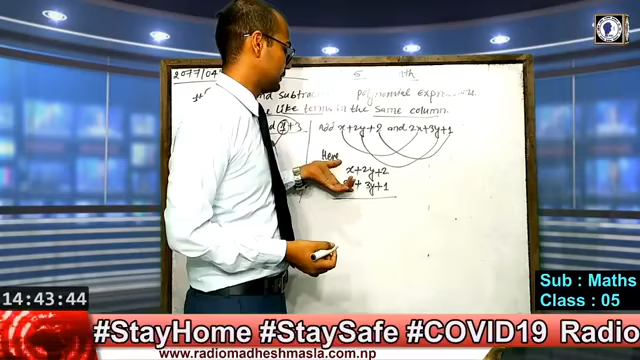 2077/04
5
and subtrac polynomial expression
Like terms in the same column.
+3 Add x+2y+2 and 2x+3y+1
Here
x+2y+2
+ 3y+1
Sub : Maths
Class : 05
14:43:44
#StayHome #StaySafe #COVID19 Radio
www.radiomadheshmasla.com.np